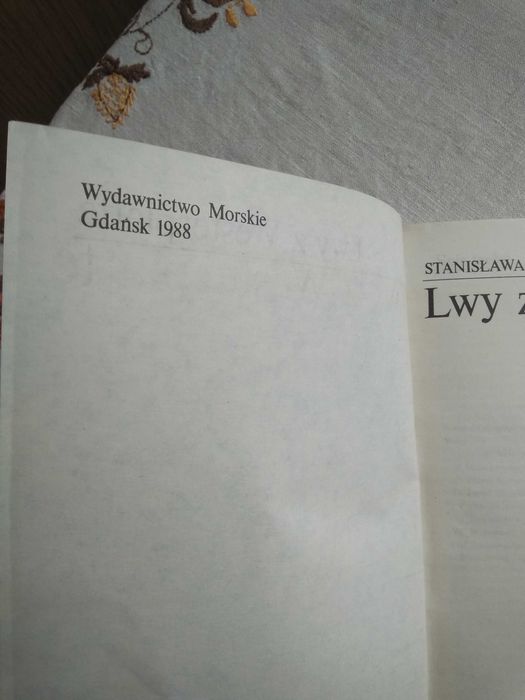 Wydawnictwo Morskie
Gdańsk 1988
STANISŁAWA
Lwy z